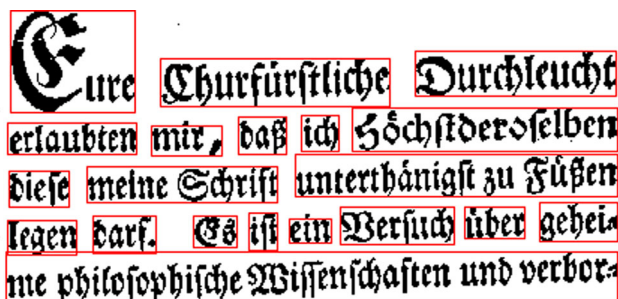 Eure Churfürstliche Durchleucht
erlaubten mir, daß ich Höchstderoselben
diese meine Schrift unterthänigst zu Füßen
legen darf. Es ist ein Versuch über gehei-
me philosophische Wissenschaften und verbor-